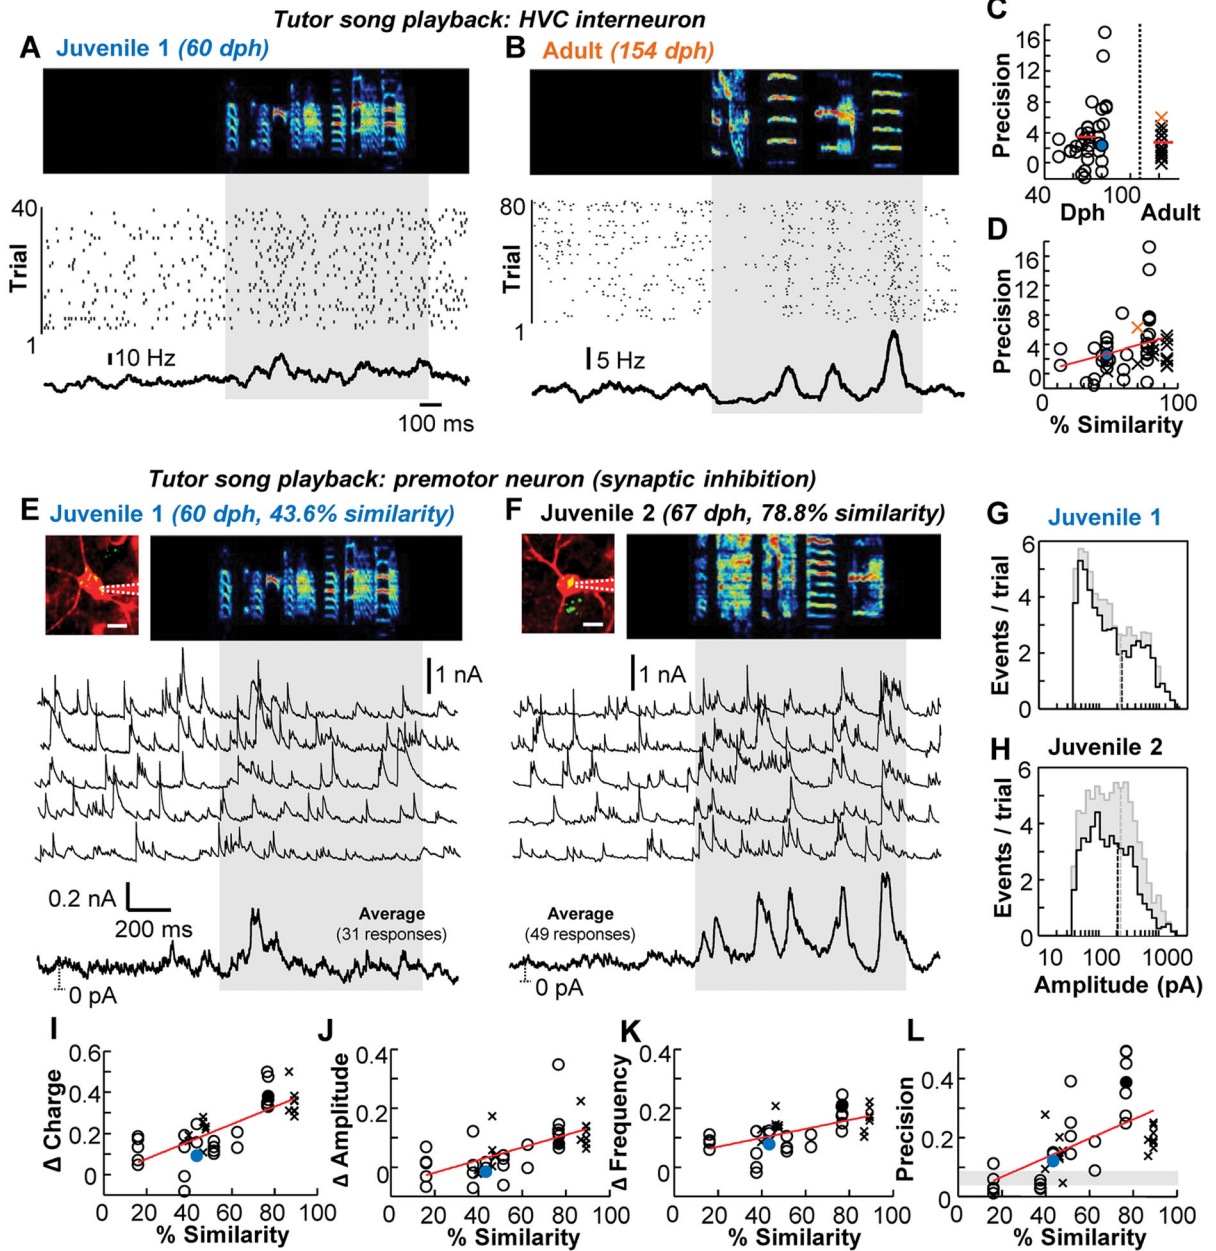 Tutor song playback: HVC interneuron
A Juvenile 1 (60 dph)
B Adult (154 dph)
C
Precision
16
12
8
4
0
40 100
Dph Adult
Trial
40
1
10 Hz
100 ms
Trial
80
1
5 Hz
D
Precision
16
12
8
4
0
0 100
% Similarity
Tutor song playback: premotor neuron (synaptic inhibition)
E Juvenile 1 (60 dph, 43.6% similarity)
1 nA
0.2 nA
200 ms
Average
(31 responses)
0 pA
F Juvenile 2 (67 dph, 78.8% similarity)
1 nA
Average
(49 responses)
0 pA
G Juvenile 1
Events / trial
6
4
2
0
H Juvenile 2
Events / trial
6
4
2
0
10 100 1000
Amplitude (pA)
I
Δ Charge
0.6
0.4
0.2
0
0 20 40 60 80 100
% Similarity
J
Δ Amplitude
0.4
0.2
0
0 20 40 60 80 100
% Similarity
K
Δ Frequency
0.4
0.2
0
0 20 40 60 80 100
% Similarity
L
Precision
0.4
0.2
0
0 20 40 60 80 100
% Similarity